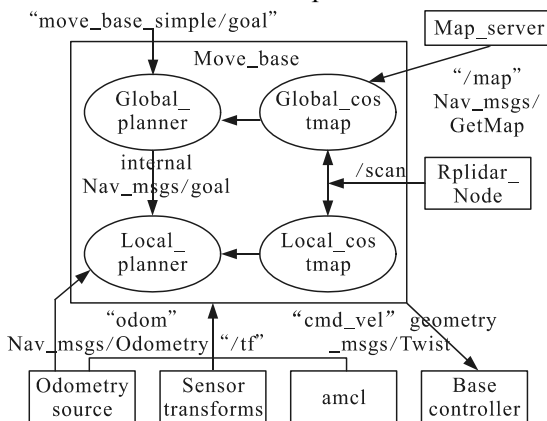 “move_base_simple/goal”
Map_server
Move_base
“/map”
Nav_msgs/
GetMap
Global_
planner
Global_cos
tmap
internal
Nav_msgs/goal
/scan
Rplidar_
Node
Local_
planner
Local_cos
tmap
“odom”
Nav_msgs/Odometry
“/tf”
“cmd_vel” geometry
_msgs/Twist
Odometry
source
Sensor
transforms
amcl
Base
controller